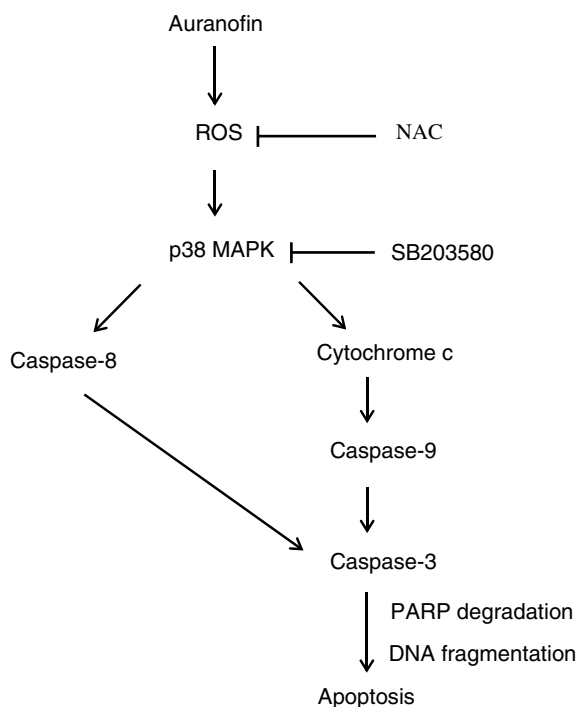 Auranofin
ROS
NAC
p38 MAPK
SB203580
Caspase-8
Cytochrome c
Caspase-9
Caspase-3
PARP degradation
DNA fragmentation
Apoptosis